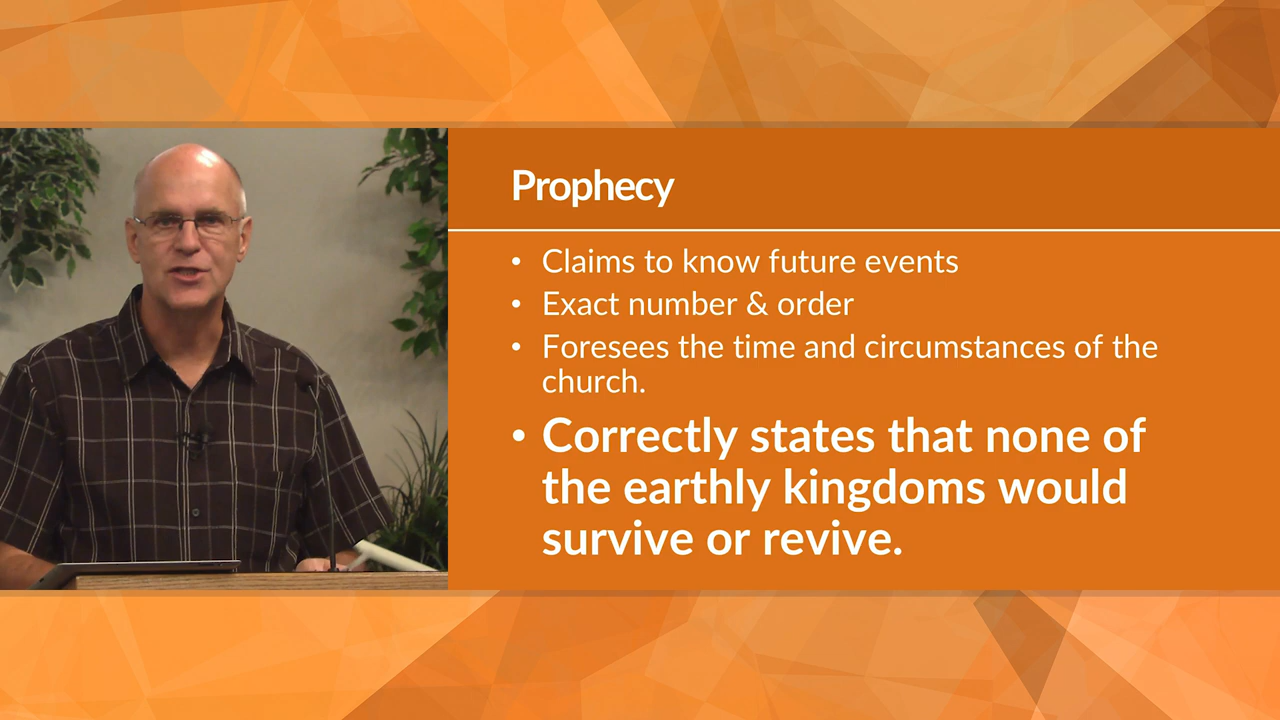 Prophecy
• Claims to know future events
• Exact number & order
• Foresees the time and circumstances of the
church.
• Correctly states that none of
the earthly kingdoms would
survive or revive.